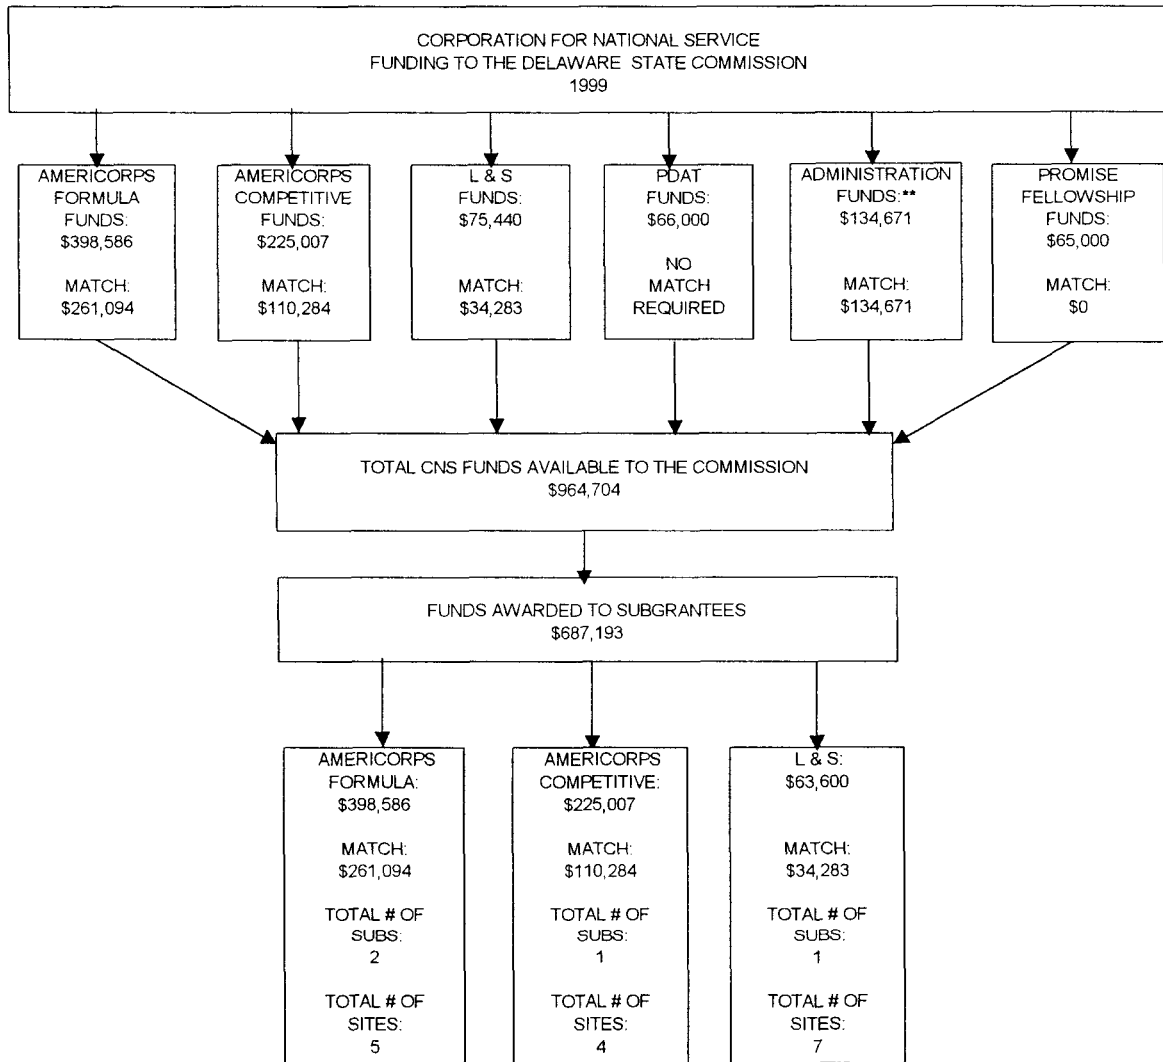 CORPORATION FOR NATIONAL SERVICE
FUNDING TO THE DELAWARE STATE COMMISSION
1999
AMERICORPS
FORMULA
FUNDS:
$398,586
MATCH:
$261,094
AMERICORPS
COMPETITIVE
FUNDS:
$225,007
MATCH:
$110,284
L & S
FUNDS:
$75,440
MATCH:
$34,283
PDAT
FUNDS:
$66,000
NO
MATCH
REQUIRED
ADMINISTRATION
FUNDS:**
$134,671
MATCH:
$134,671
PROMISE
FELLOWSHIP
FUNDS:
$65,000
MATCH:
$0
TOTAL CNS FUNDS AVAILABLE TO THE COMMISSION
$964,704
FUNDS AWARDED TO SUBGRANTEES
$687,193
AMERICORPS
FORMULA:
$398,586
MATCH:
$261,094
TOTAL # OF
SUBS:
2
TOTAL # OF
SITES:
5
AMERICORPS
COMPETITIVE:
$225,007
MATCH:
$110,284
TOTAL # OF
SUBS:
1
TOTAL # OF
SITES:
4
L & S:
$63,600
MATCH:
$34,283
TOTAL # OF
SUBS:
1
TOTAL # OF
SITES:
7